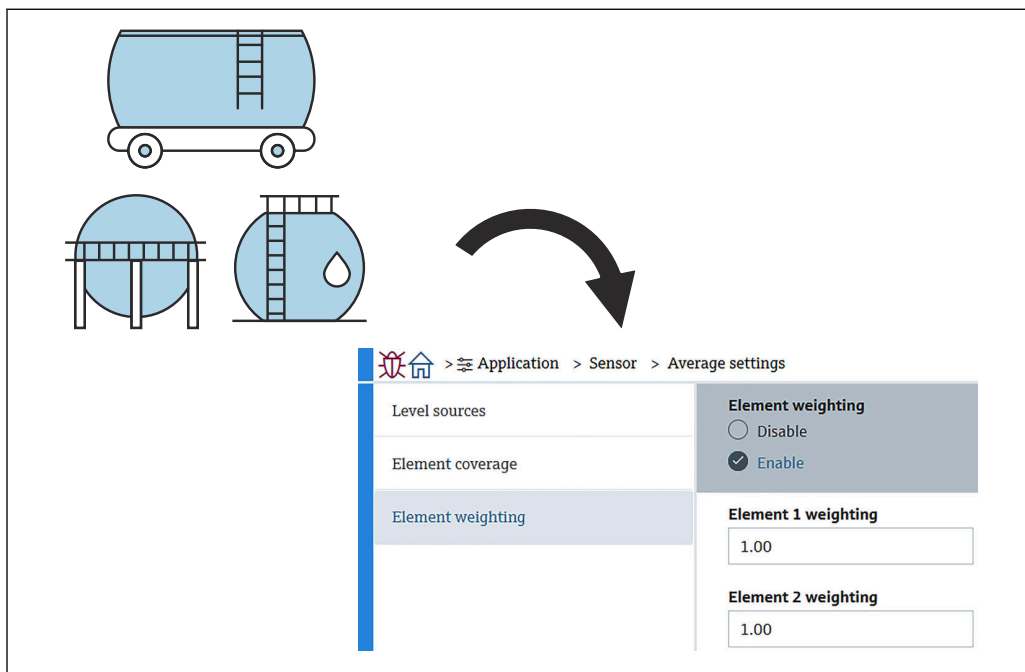 > Application > Sensor > Average settings
Level sources
Element coverage
Element weighting
Element weighting
Disable
Enable
Element 1 weighting
1.00
Element 2 weighting
1.00